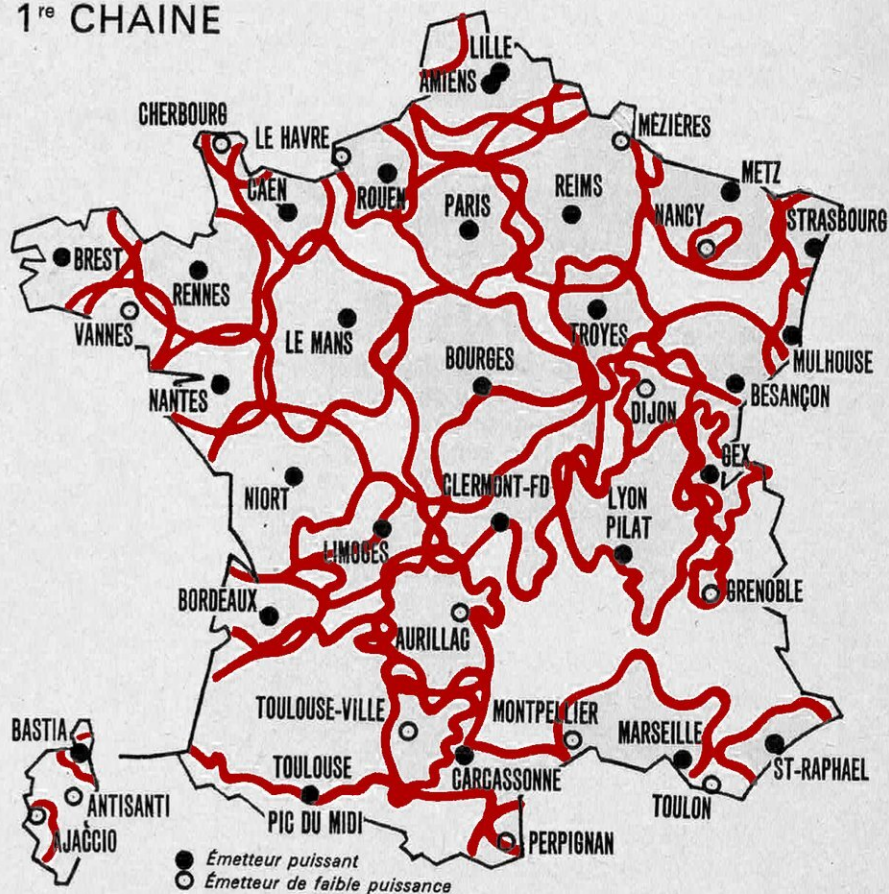 1re CHAINE
LILLE
AMIENS
CHERBOURG
LE HAVRE
MÉZIÈRES
METZ
CAEN
ROUEN
PARIS
REIMS
NANCY
STRASBOURG
BREST
RENNES
VANNES
LE MANS
TROYES
BOURGES
MULHOUSE
BESANÇON
NANTES
DIJON
GEX
NIORT
CLERMONT-FD
LYON
PILAT
LIMOGES
BORDEAUX
GRENOBLE
AURILLAC
TOULOUSE-VILLE
MONTPELLIER
MARSEILLE
BASTIA
TOULOUSE
CARCASSONNE
ST-RAPHAEL
ANTISANTI
TOULON
PIC DU MIDI
AJACCIO
PERPIGNAN
Émetteur puissant
Émetteur de faible puissance